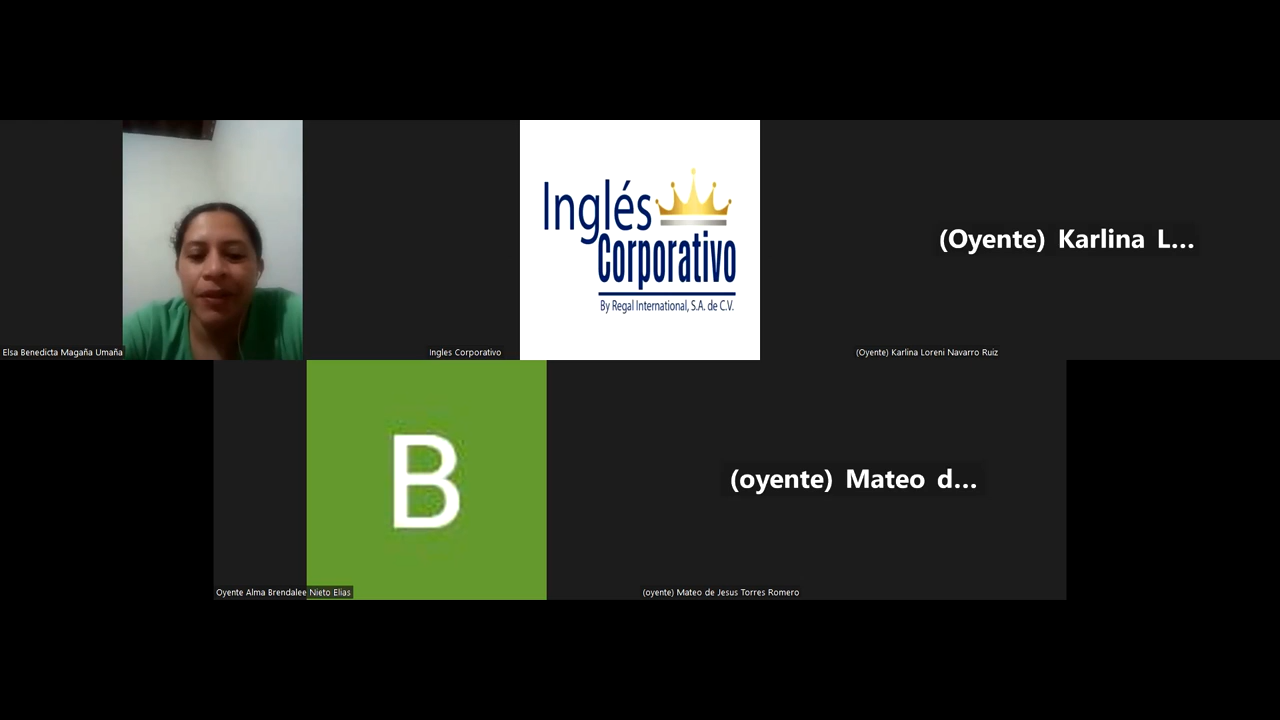 Inglés
Corporativo
By Regal International, S.A. de C.V.
(Oyente) Karlina L...
Elsa Benedicta Magaña Umaña
Ingles Corporativo
(Oyente) Karlina Loreni Navarro Ruiz
B
(oyente) Mateo d...
Oyente Alma Brendalee Nieto Elias
(oyente) Mateo de Jesus Torres Romero